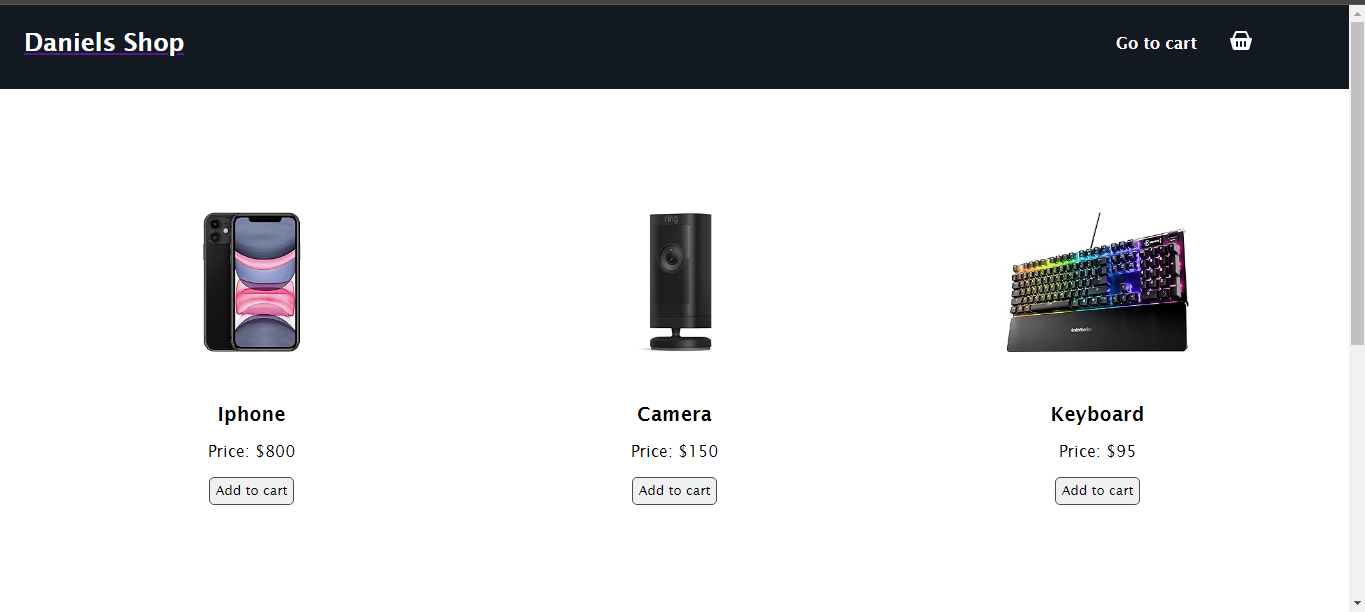 Daniels Shop
Go to cart
ring
Iphone
Camera
Keyboard
Price: $800
Price: $150
Price: $95
Add to cart
Add to cart
Add to cart